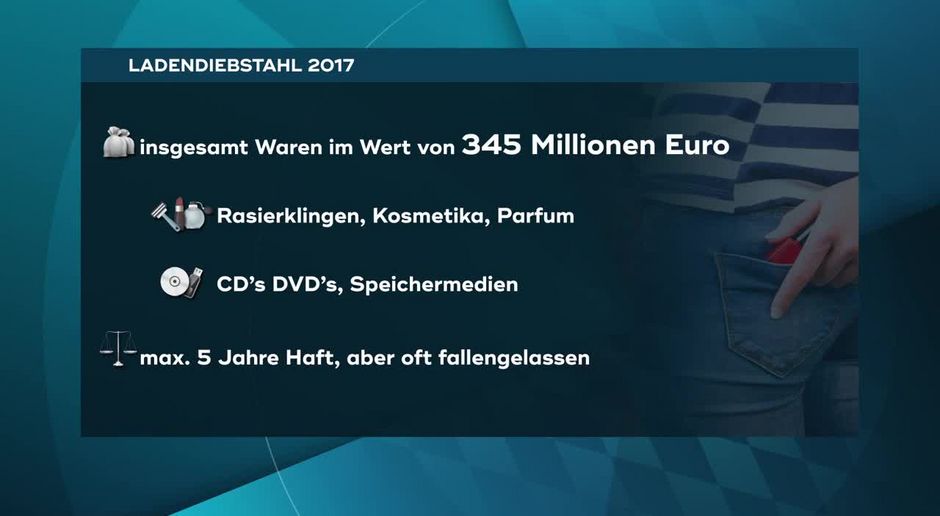 LADENDIEBSTAHL 2017
insgesamt Waren im Wert von 345 Millionen Euro
Rasierklingen, Kosmetika, Parfum
CD's DVD's, Speichermedien
max. 5 Jahre Haft, aber oft fallengelassen